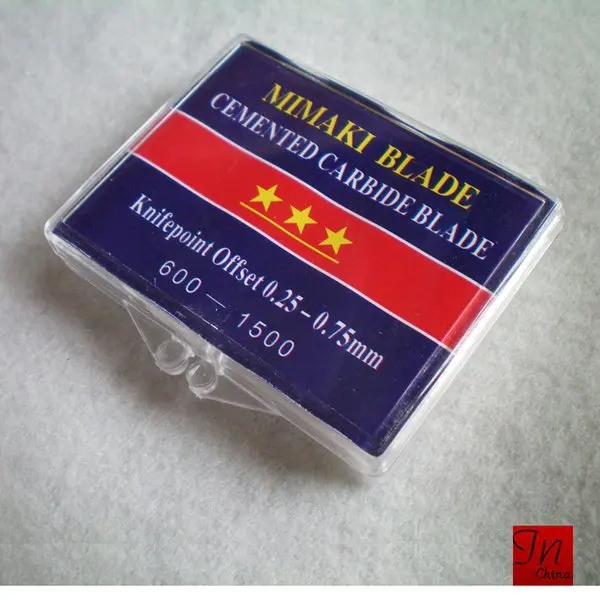 MIMAKI BLADE
CEMENTED CARBIDE BLADE
Knifepoint Offset 0.25-0.75mm
600 — 1500
In
China